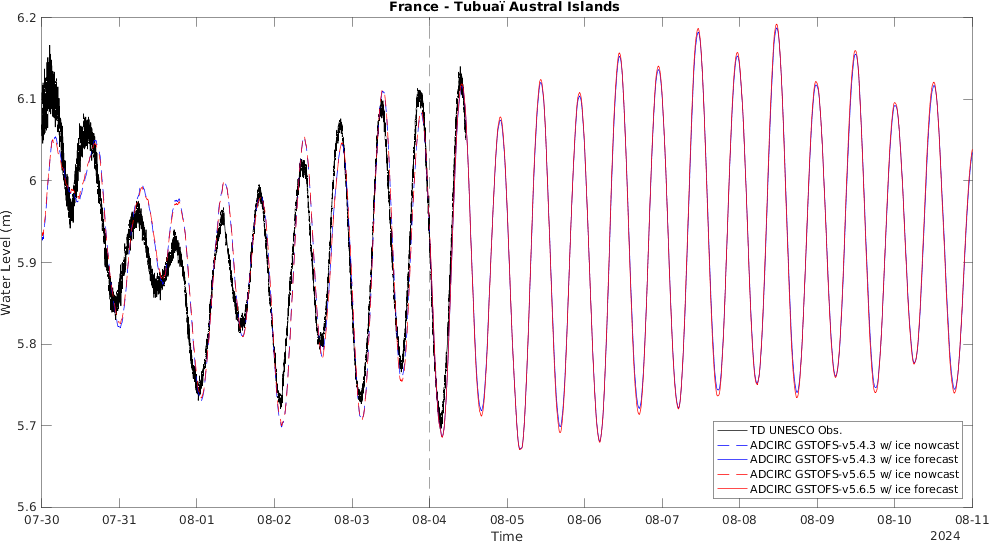 France - Tubuaï Austral Islands
6.2
6.1
6
5.9
5.8
5.7
5.6
Water Level (m)
TD UNESCO Obs.
ADCIRC GSTOFS-v5.4.3 w/ ice nowcast
ADCIRC GSTOFS-v5.4.3 w/ ice forecast
ADCIRC GSTOFS-v5.6.5 w/ ice nowcast
ADCIRC GSTOFS-v5.6.5 w/ ice forecast
07-30 07-31 08-01 08-02 08-03 08-04 08-05 08-06 08-07 08-08 08-09 08-10 08-11
Time
2024